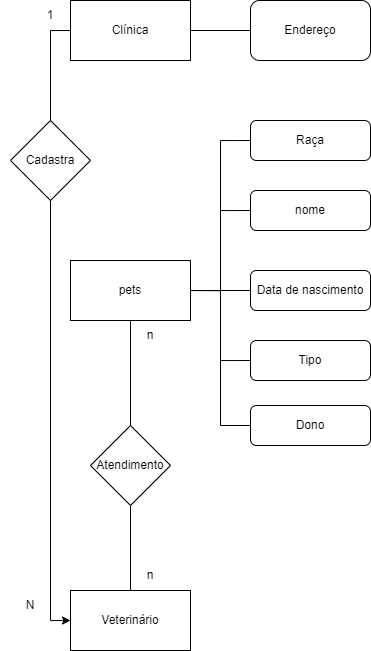 1
Clínica
Endereço
Cadastra
Raça
nome
pets
Data de nascimento
n
Tipo
Dono
Atendimento
n
N
Veterinário